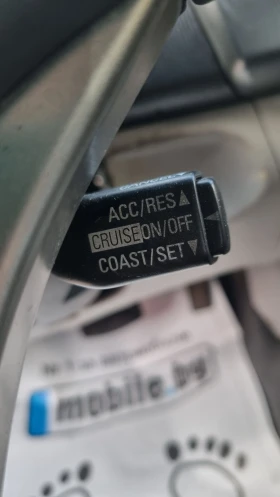 ACC/RES▲
CRUISE ON/OFF
COAST/SET▼
mobile.bg